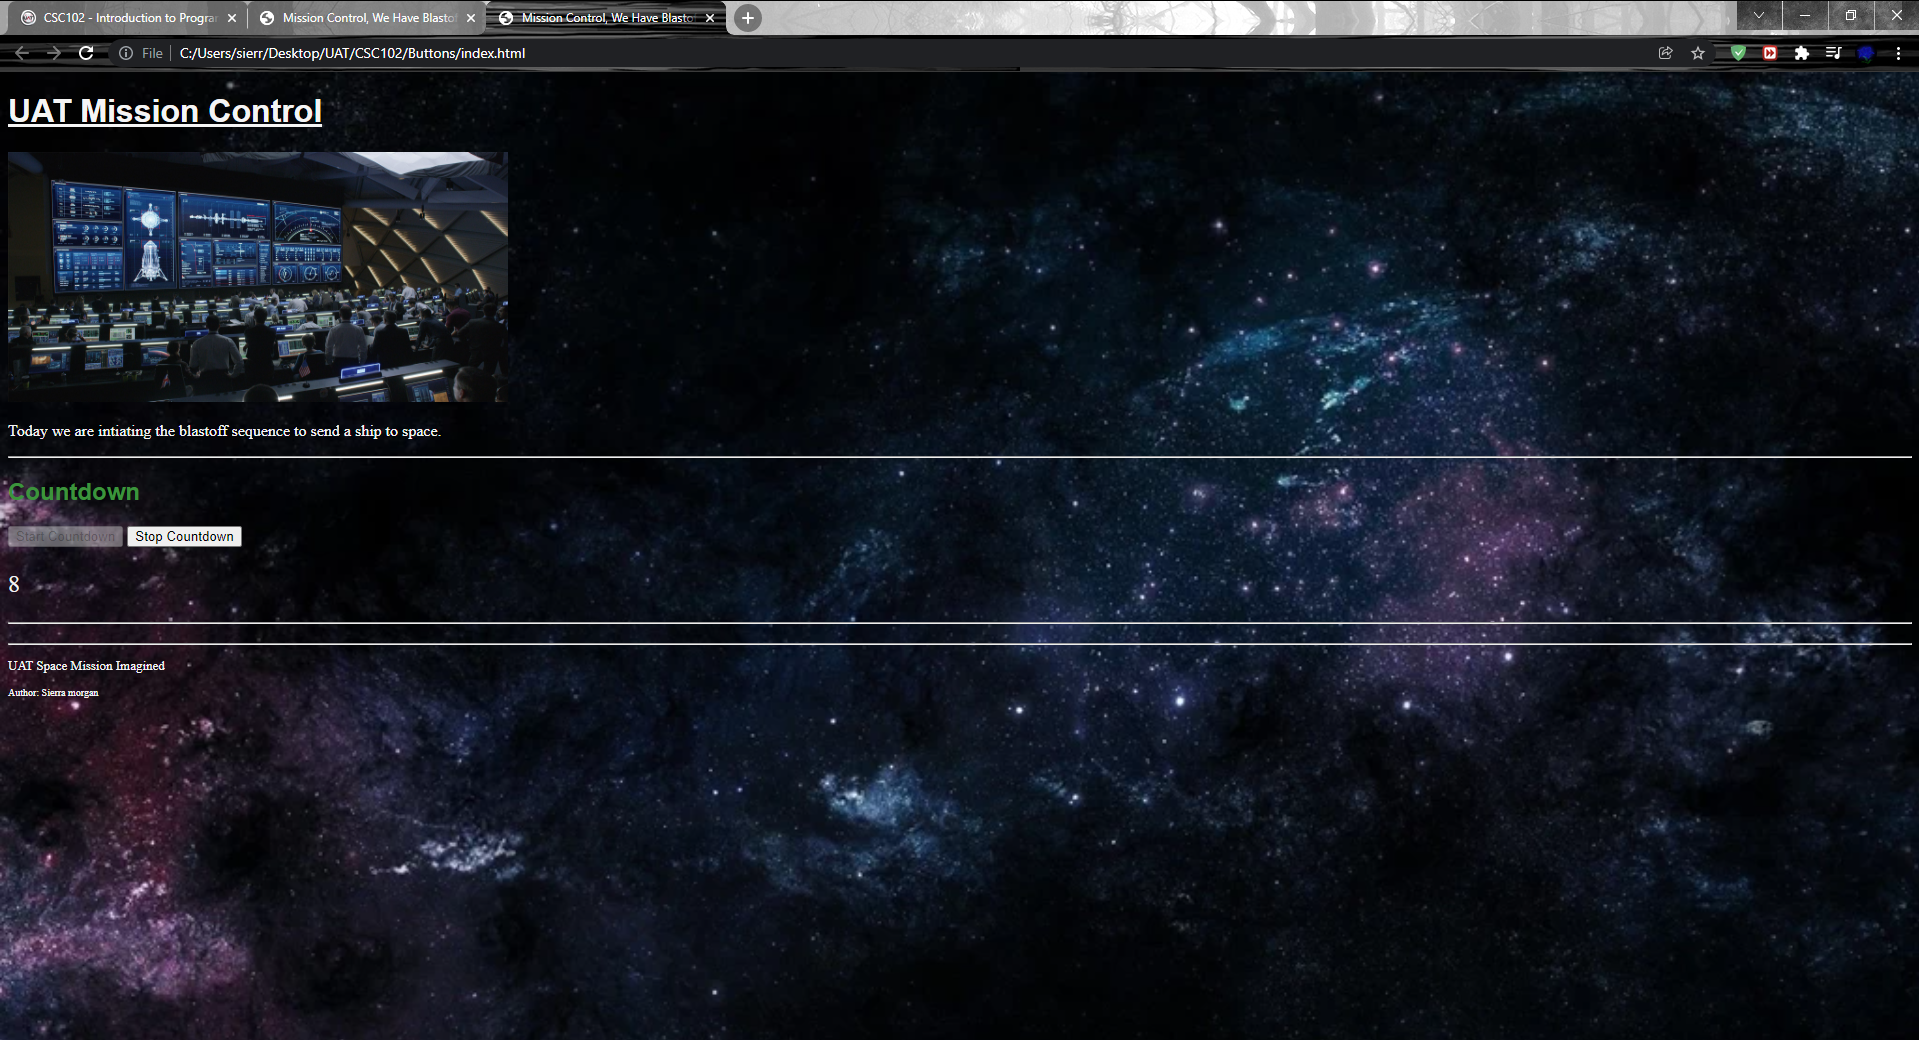 CSC102 - Introduction to Progra
Mission Control, We Have Blasto
Mission Control, We Have Blasto
File
C:/Users/sierr/Desktop/UAT/CSC102/Buttons/index.html
UAT Mission Control
Today we are intiating the blastoff sequence to send a ship to space.
Countdown
Start Countdown Stop Countdown
8
UAT Space Mission Imagined
Author: Sierra morgan